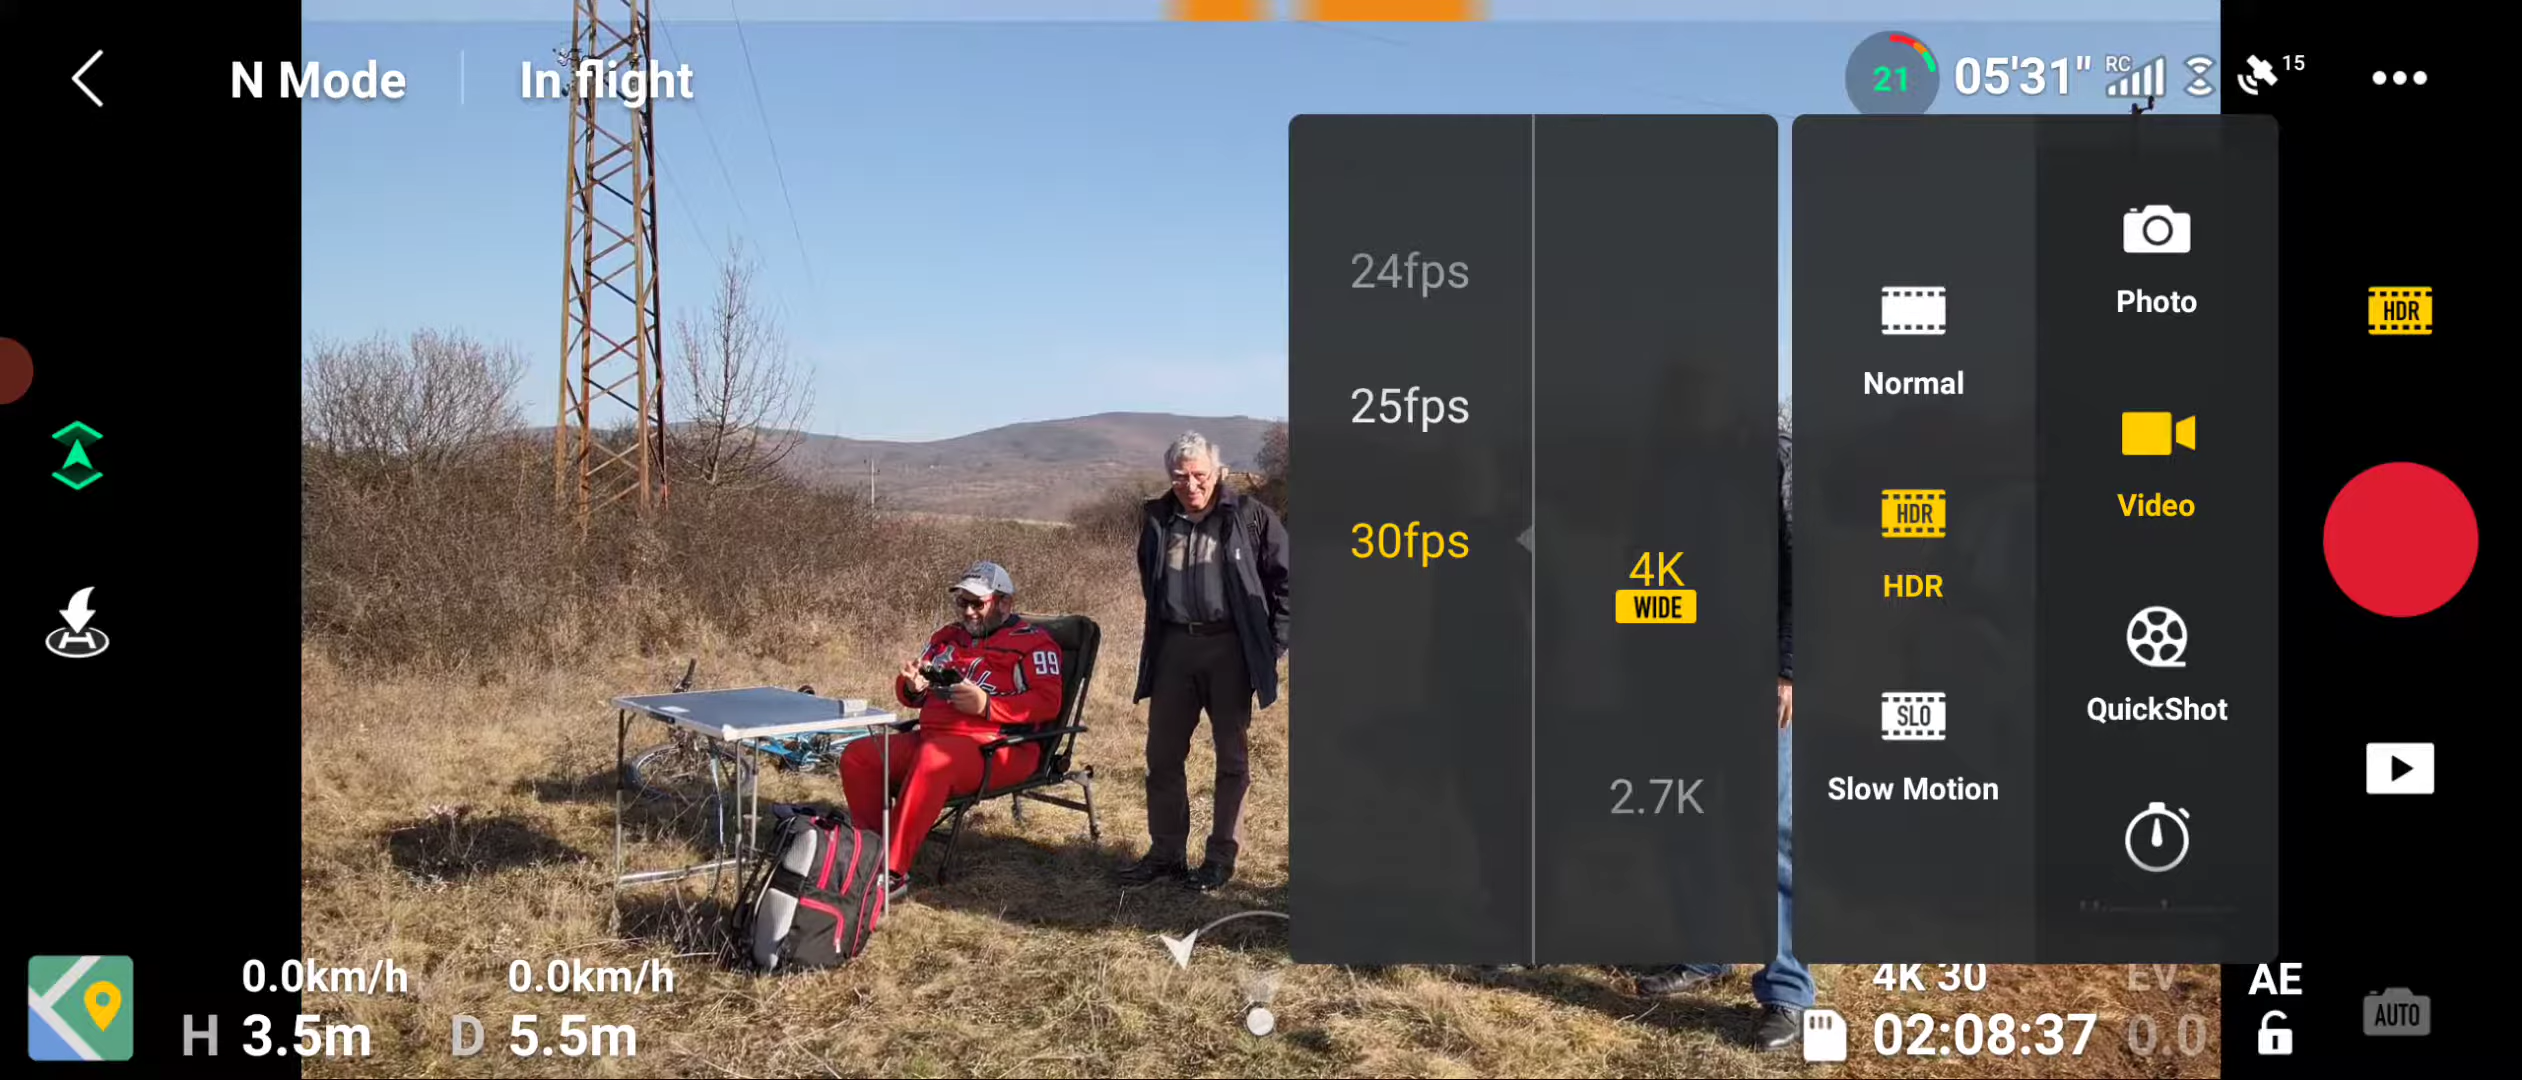 N Mode
In flight
21
05'31"
RC
15
24fps
25fps
30fps
4K
WIDE
2.7K
Normal
HDR
HDR
SLO
Slow Motion
Photo
Video
QuickShot
HDR
99
0.0km/h
0.0km/h
H 3.5m
D 5.5m
4K 30
02:08:37
EV
0.0
AE
AUTO